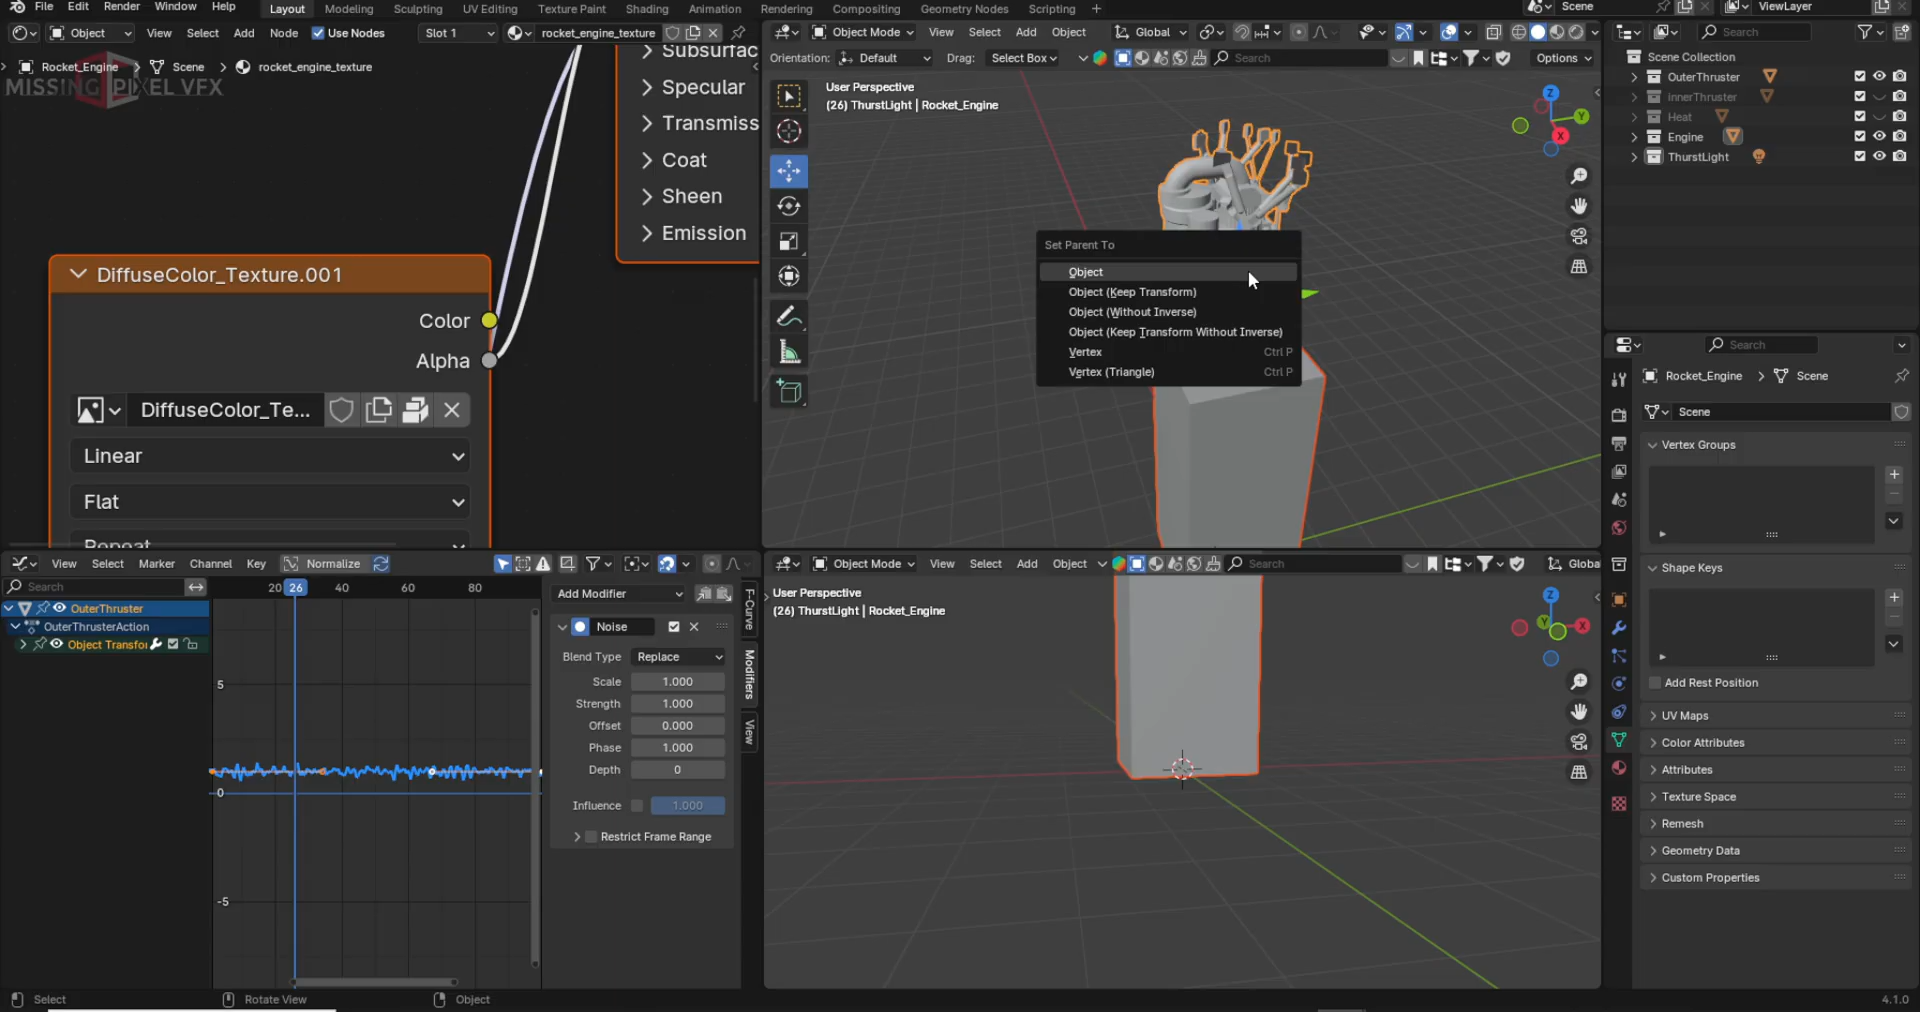 File Edit Render Window Help
Layout Modeling Sculpting UV Editing Texture Paint Shading Animation Rendering Compositing Geometry Nodes Scripting +
Scene ViewLayer
Object View Select Add Node Use Nodes Slot 1 rocket_engine_texture
Rocket_Engine > Scene > rocket_engine_texture
MISSING PIXEL VFX
Subsurfac
Specular
Transmiss
Coat
Sheen
Emission
DiffuseColor_Texture.001
Color
Alpha
DiffuseColor_Te...
Linear
Flat
Repeat
Object Mode View Select Add Object Global
Orientation: Default Drag: Select Box Search Options
User Perspective
(26) ThurstLight | Rocket_Engine
Z
Y
X
Set Parent To
Object
Object (Keep Transform)
Object (Without Inverse)
Object (Keep Transform Without Inverse)
Vertex Ctrl P
Vertex (Triangle) Ctrl P
Search
Scene Collection
OuterThruster
InnerThruster
Heat
Engine
ThurstLight
Search
Rocket_Engine > Scene
Scene
Vertex Groups
Shape Keys
Add Rest Position
UV Maps
Color Attributes
Attributes
Texture Space
Remesh
Geometry Data
Custom Properties
View Select Marker Channel Key Normalize
Search
20 26 40 60 80
OuterThruster
OuterThrusterAction
Object Transfor
5
0
-5
Add Modifier
Noise
Blend Type Replace
Scale 1.000
Strength 1.000
Offset 0.000
Phase 1.000
Depth 0
Influence 1.000
Restrict Frame Range
F-Curve
Modifiers
View
Object Mode View Select Add Object Search Globa
User Perspective
(26) ThurstLight | Rocket_Engine
Z
Y
X
Select Rotate View Object 4.1.0